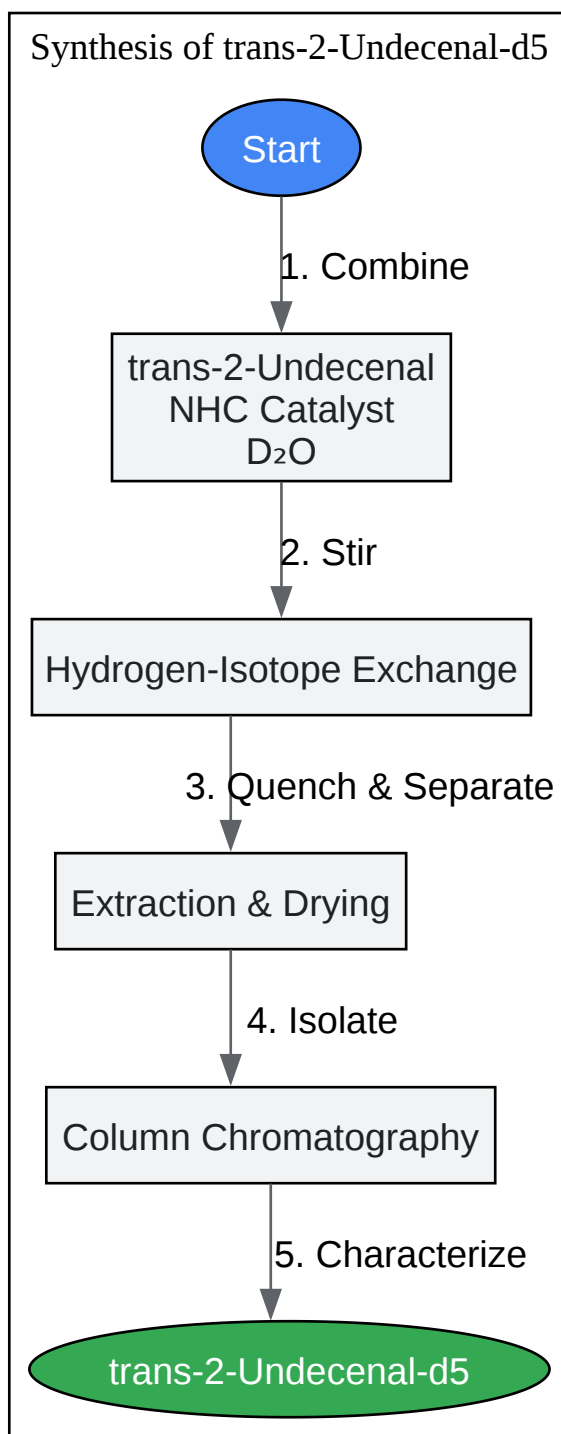 Synthesis of trans-2-Undecenal-d5
Start
1. Combine
trans-2-Undecenal
NHC Catalyst
D₂O
2. Stir
Hydrogen-Isotope Exchange
3. Quench & Separate
Extraction & Drying
4. Isolate
Column Chromatography
5. Characterize
trans-2-Undecenal-d5